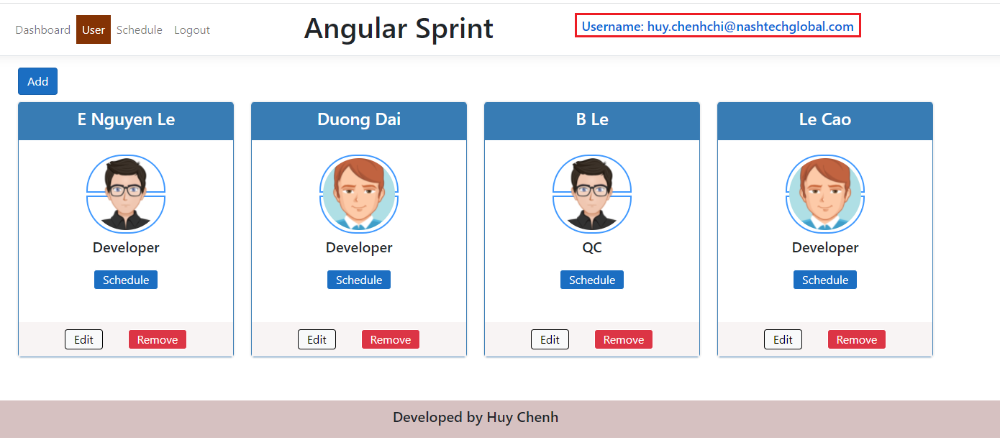 Dashboard User Schedule Logout Angular Sprint Username: huy.chenhchi@nashtechglobal.com
Add
E Nguyen Le Duong Dai B Le Le Cao
Developer Developer QC Developer
Schedule Schedule Schedule Schedule
Edit Remove Edit Remove Edit Remove Edit Remove
Developed by Huy Chenh